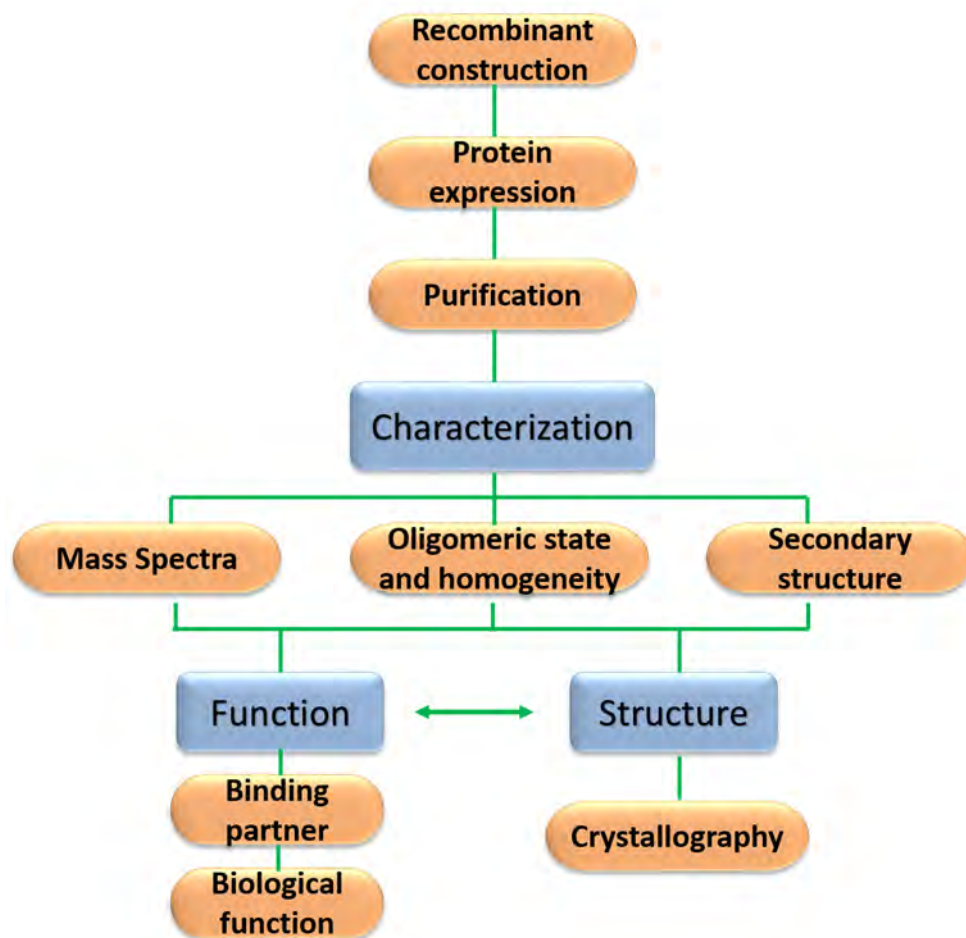 Recombinant
construction
Protein
expression
Purification
Characterization
Mass Spectra
Oligomeric state
and homogeneity
Secondary
structure
Function
Structure
Binding
partner
Crystallography
Biological
function